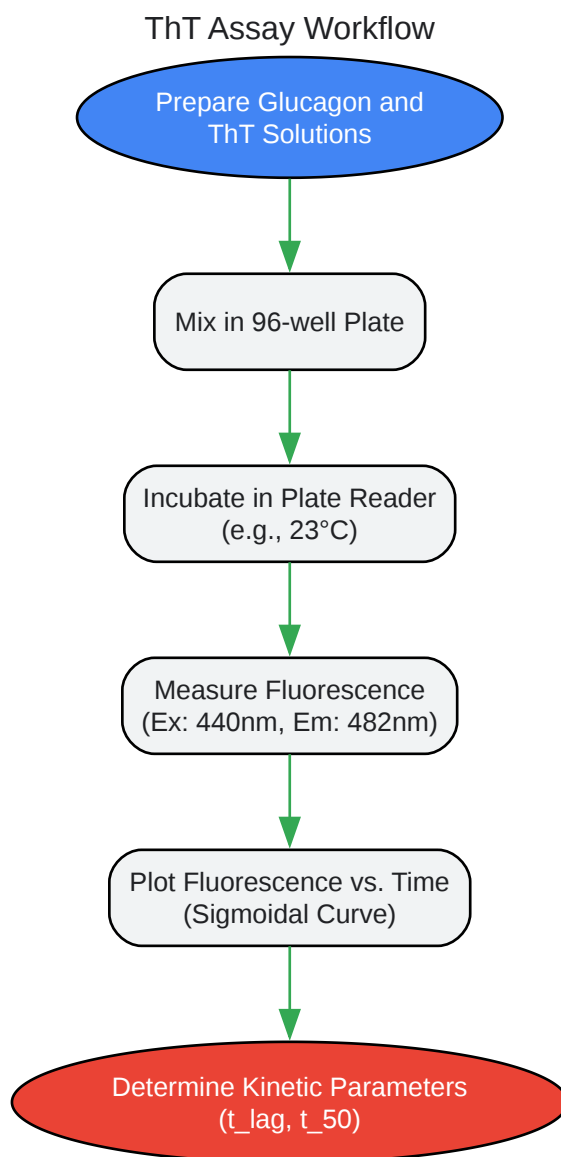 ThT Assay Workflow
Prepare Glucagon and
ThT Solutions
Mix in 96-well Plate
Incubate in Plate Reader
(e.g., 23°C)
Measure Fluorescence
(Ex: 440nm, Em: 482nm)
Plot Fluorescence vs. Time
(Sigmoidal Curve)
Determine Kinetic Parameters
(t_lag, t_50)